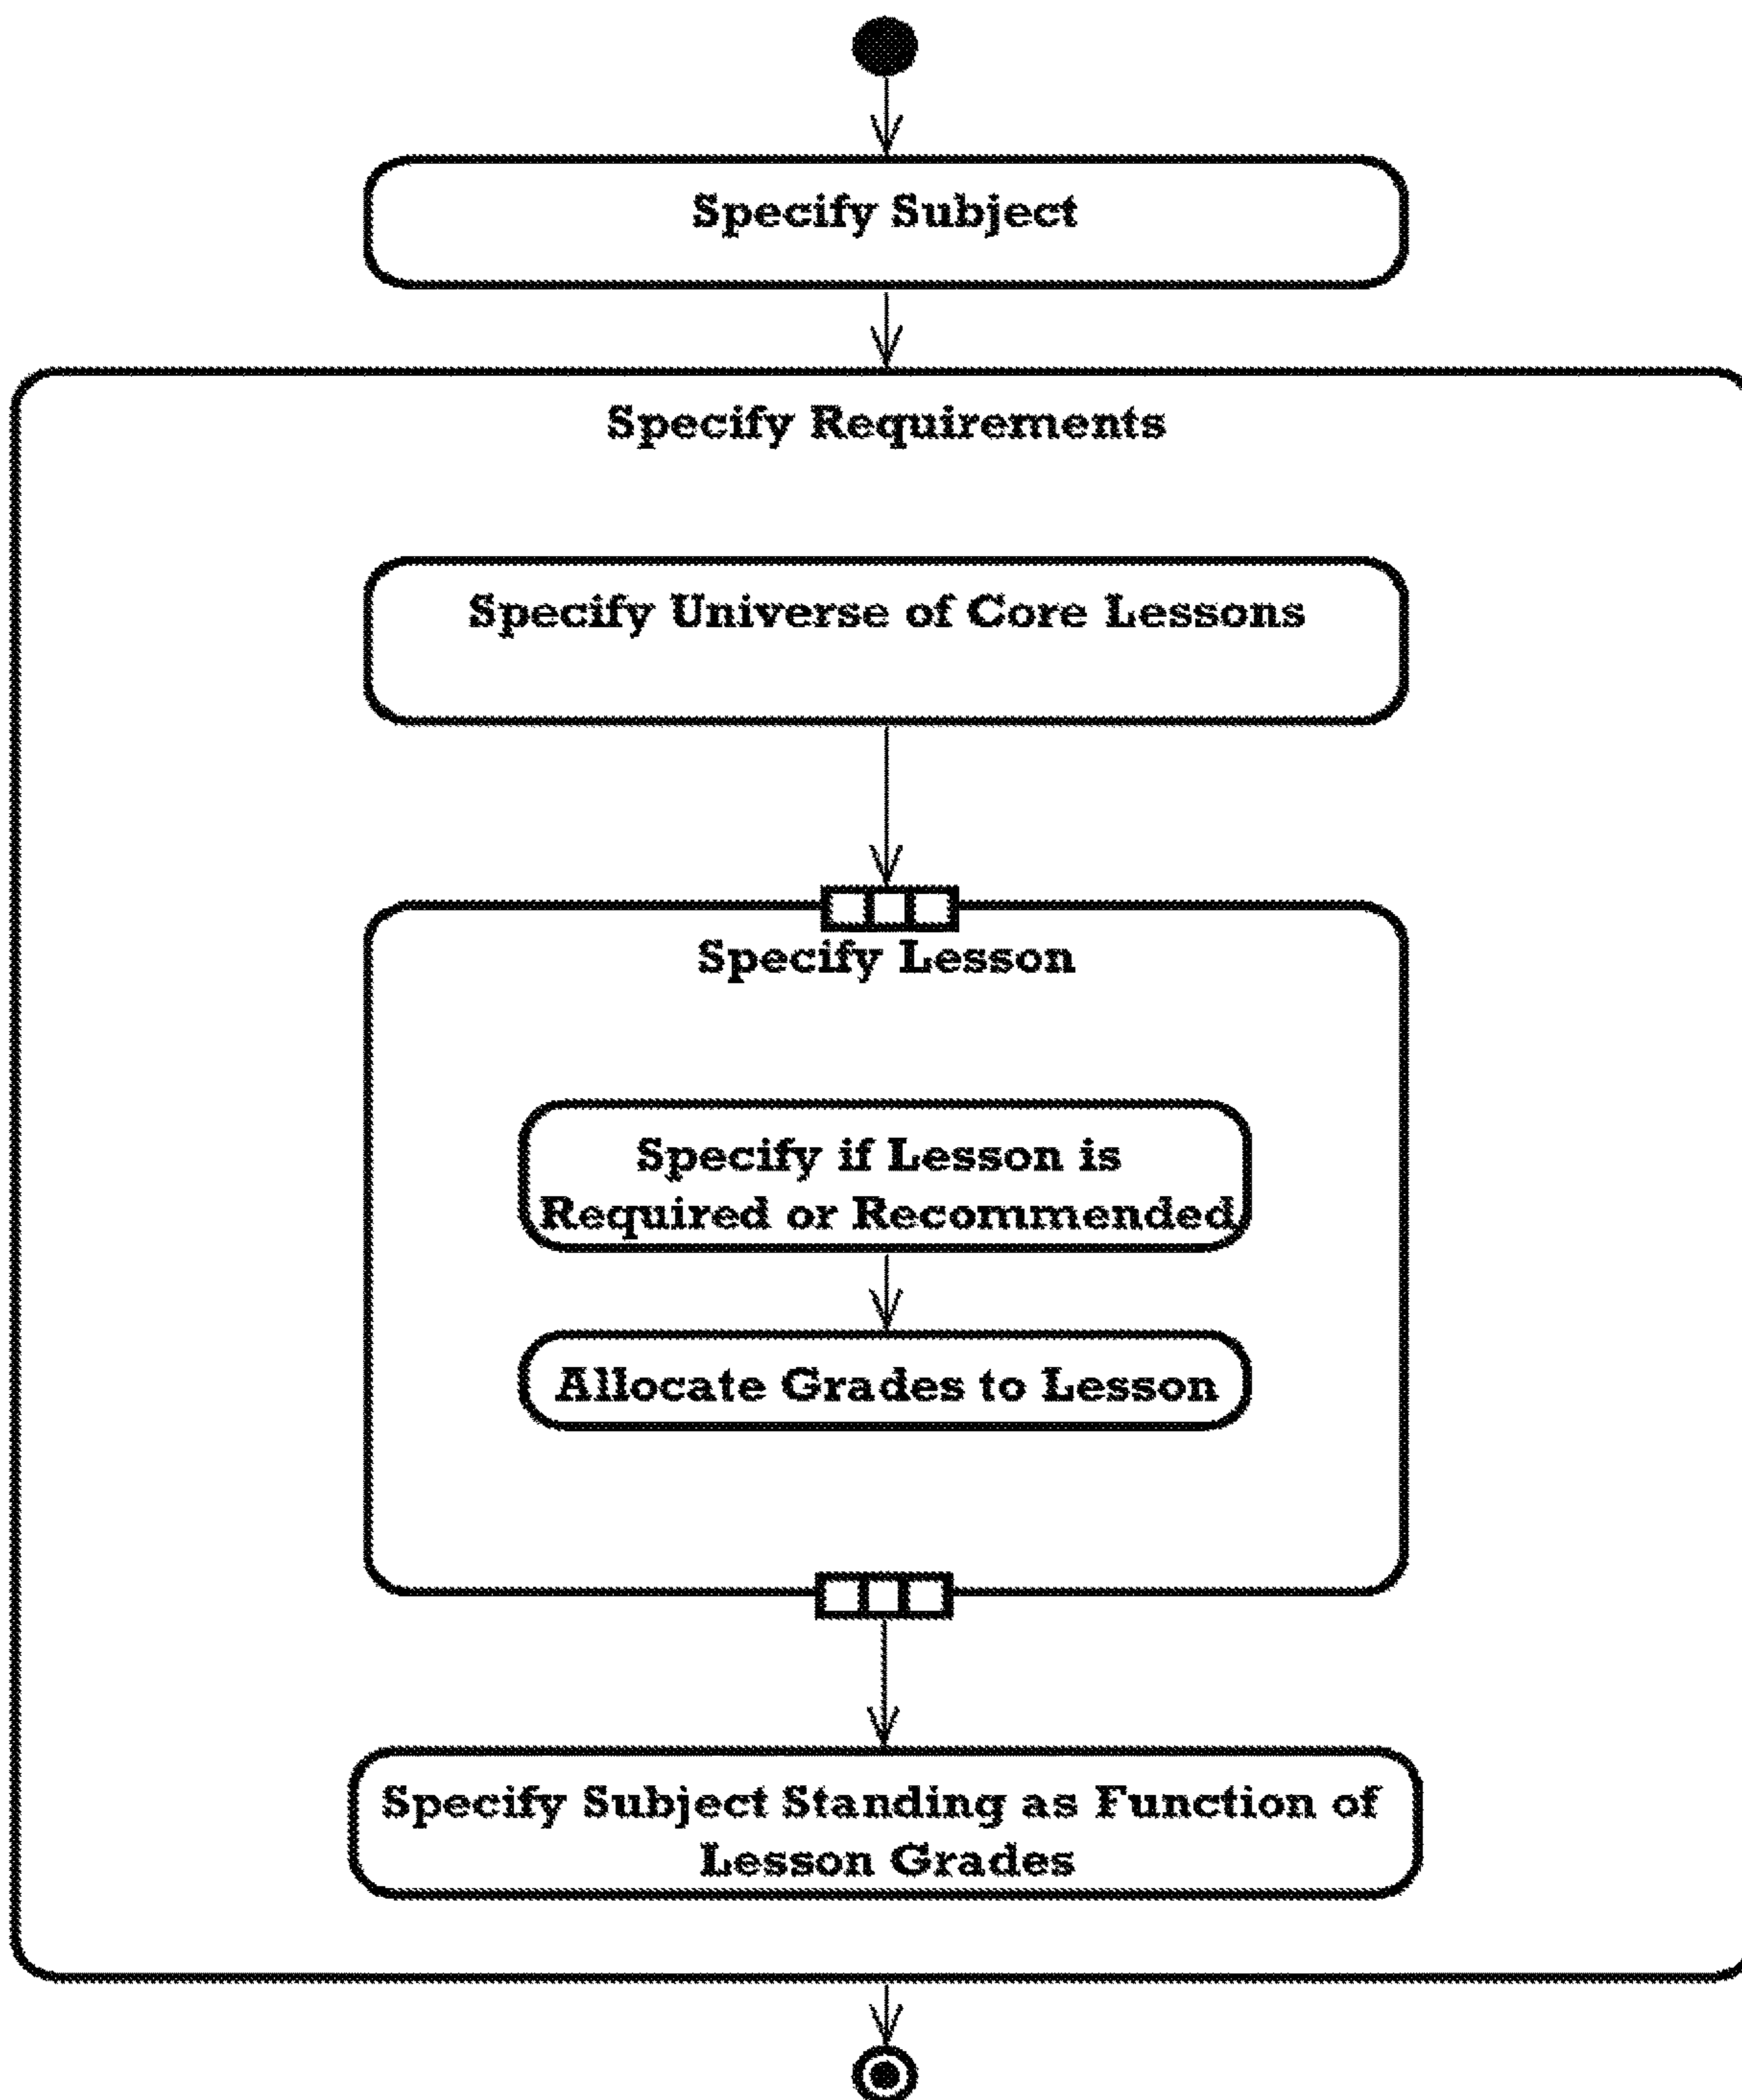 Specify Subject
Specify Requirements
Specify Universe of Core Lessons
Specify Lesson
Specify if Lesson is
Required or Recommended
Allocate Grades to Lesson
Specify Subject Standing as Function of
Lesson Grades